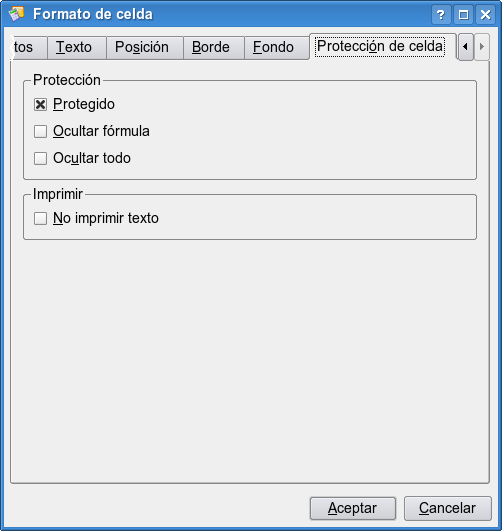 Formato de celda
tos Texto Posición Borde Fondo Protección de celda
Protección
Protegido
Ocultar fórmula
Ocultar todo
Imprimir
No imprimir texto
Aceptar Cancelar